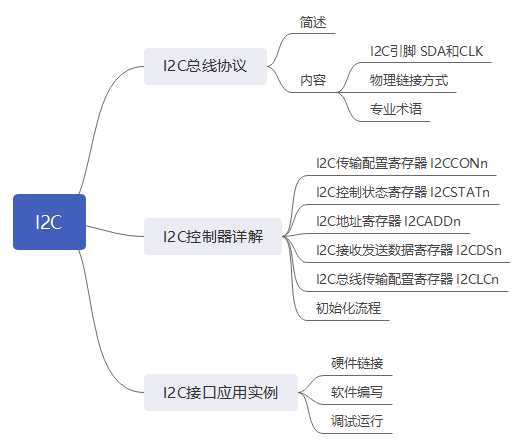 I2C
I2C总线协议
简述
内容
I2C引脚 SDA和CLK
物理链接方式
专业术语
I2C控制器详解
I2C传输配置寄存器 I2CCONn
I2C控制状态寄存器 I2CSTATn
I2C地址寄存器 I2CADDn
I2C接收发送数据寄存器 I2CDSn
I2C总线传输配置寄存器 I2CLCn
初始化流程
I2C接口应用实例
硬件链接
软件编写
调试运行